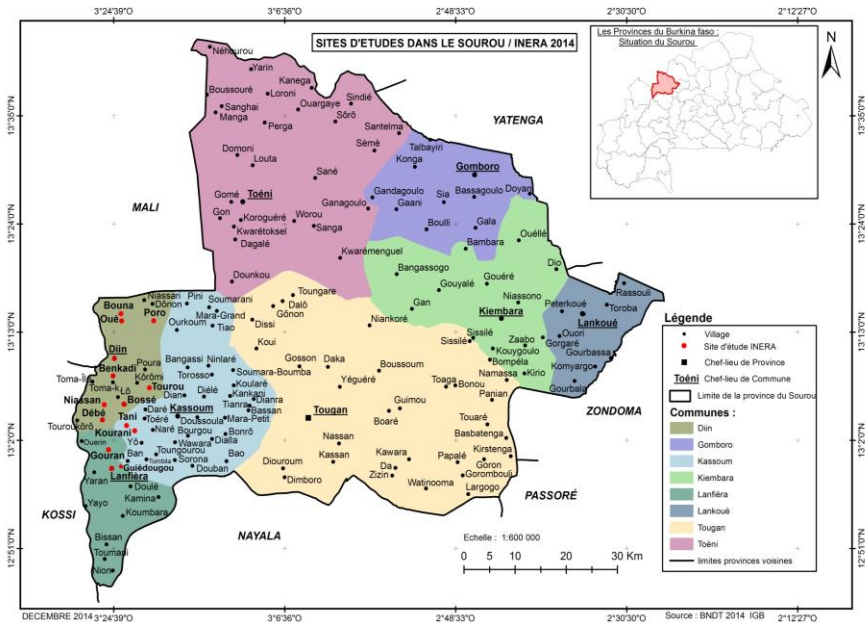 3°24'39"O
3°6'36"O
2°48'33"O
2°30'30"O
2°12'27"O
SITES D'ETUDES DANS LE SOUROU / INERA 2014
Les Provinces du Burkina faso :
Situation du Sourou
N
13°35'0"N
13°24'0"N
13°13'0"N
13°2'0"N
12°51'0"N
MALI
YATENGA
ZONDOMA
PASSORÉ
NAYALA
KOSSI
Néhourou
Yarin
Kanega
Loroni
Boussouré
Sanghai
Manga
Ouargaye
Sindié
Sôrô
Perga
Santelma
Sèmè
Domoni
Louta
Sané
Toéni
Gomé
Gon
Koroguéré
Kwarétoksel
Dagalé
Worou
Sanga
Ganagoulo
Kwarémenguel
Dounkou
Talbayiri
Konga
Gomboro
Gandagoulo
Gaani
Sia
Bassagoulo
Doyan
Boulli
Gala
Bambara
Ouéllé
Dio
Bangassogo
Gouyalé
Gouéré
Gan
Niassono
Kiembara
Peterkoué
Rassouli
Toroba
Lankoué
Sissilé
Sissilé
Zaabo
Ouori
Gorgaré
Gourbassa
Kouygoulo
Bompéla
Kirio
Komyargo
Gourbala
Namassa
Niassari
Dônon
Pini
Soumarani
Mara-Grand
Bouna
Oué
Poro
Ourkoum
Tiao
Toungare
Dalô
Gônon
Dissi
Niankoré
Koui
Diin
Benkadi
Poura
Bangassi
Ninlaré
Torosso
Soumara-Boumba
Gosson
Daka
Boussoum
Toma-Île
Toma-k.
Lô
Kôrômi
Tourou
Dian
Diélé
Koularé
Kankani
Yéguéré
Toaga
Bonou
Panian
Niassan
Bossé
Daré
Kassoum
Tianra
Dianra
Bassan
Tougan
Guimou
Débé
Tani
Toéré
Doussoula
Mara-Petit
Boaré
Touaré
Touroukôrô
Kourani
Naré
Bourgou
Bonrô
Basbatenga
Ouerin
Yô
Wawara
Dialla
Nassan
Gouran
Ban
Toungourou
Tombila
Sorona
Bao
Douban
Diouroum
Kassan
Kawara
Da
Zizin
Papalé
Kirstenga
Goron
Gorombouli
Guiédougou
Lanfièra
Yaran
Doulé
Kamina
Dimboro
Watinooma
Largogo
Yayo
Koumbara
Bissan
Toumani
Nion
Légende
Village
Site d'étude INERA
Chef-lieu de Province
Toéni Chef-lieu de Commune
Limite de la province du Sourou
Communes :
Diin
Gomboro
Kassoum
Kiembara
Lanfièra
Lankoué
Tougan
Toéni
limites provinces voisines
Echelle : 1:600 000
0 5 10 20 30 Km
DECEMBRE 2014
Source : BNDT 2014 IGB
3°24'39"O
3°6'36"O
2°48'33"O
2°30'30"O
2°12'27"O